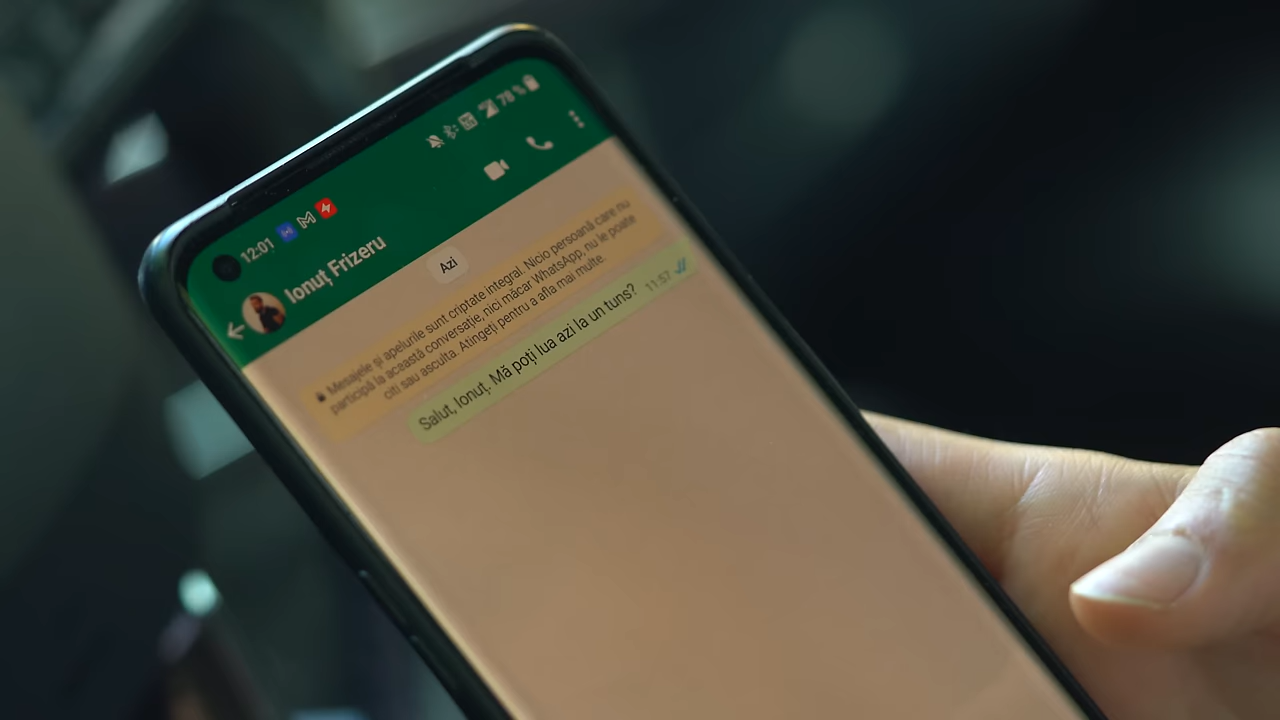 12:01
78 %
Ionuț Frizeru
Azi
Mesajele și apelurile sunt criptate integral. Nicio persoană care nu
participă la această conversație, nici măcar WhatsApp, nu le poate
citi sau asculta. Atingeți pentru a afla mai multe.
Salut, Ionuț. Mă poți lua azi la un tuns? 11:57